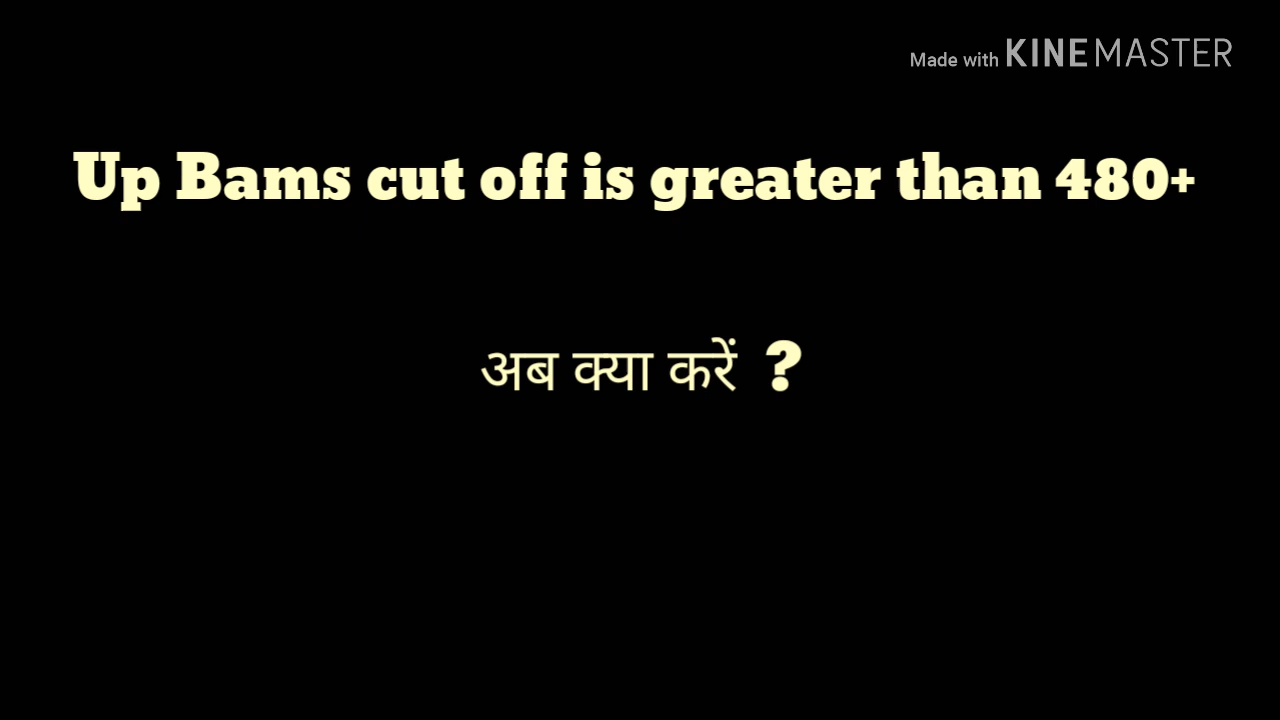 Made with KINEMASTER
Up Bams cut off is greater than 480+
अब क्या करें ?